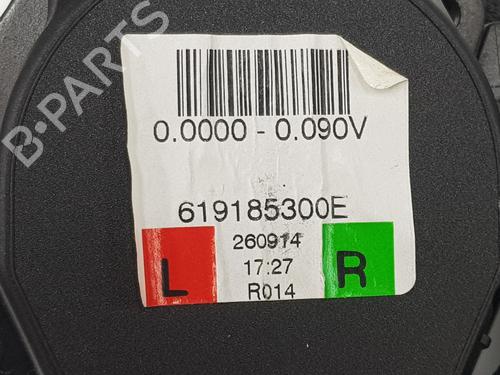 B-PARTS
0.0000 - 0.090V
619185300E
L
260914
17:27
R014
R